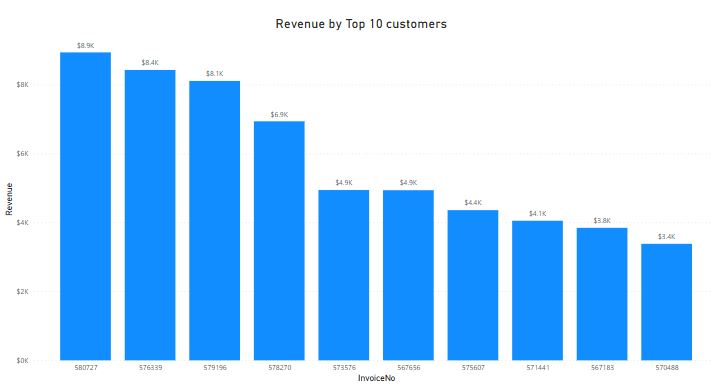 Revenue by Top 10 customers
$8.9K
$8.4K
$8.1K
$6.9K
$4.9K
$4.9K
$4.4K
$4.1K
$3.8K
$3.4K
$8K
$6K
$4K
$2K
$0K
Revenue
580727 576339 579196 578270 573576 567656 575607 571441 567183 570488
InvoiceNo